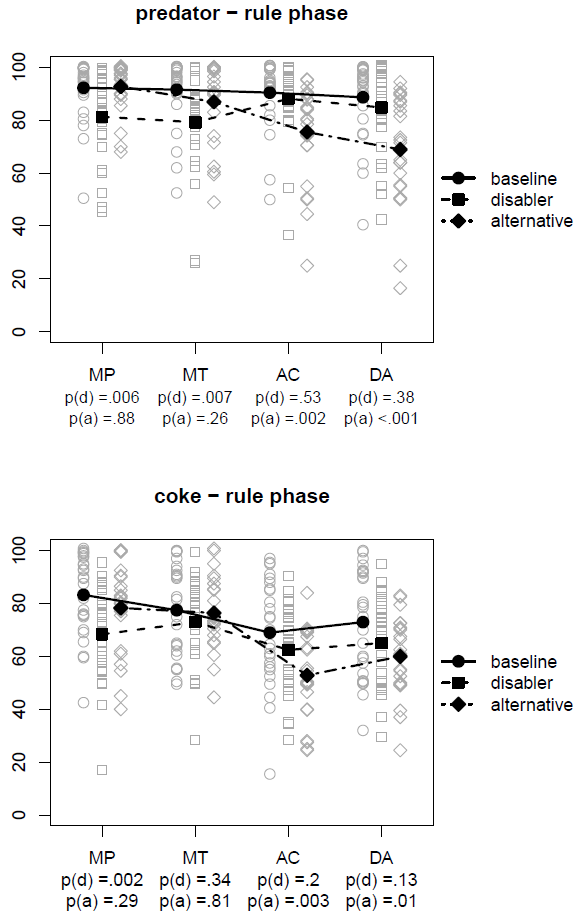 predator − rule phase
100
80
60
40
20
0
baseline
disabler
alternative
MP MT AC DA
p(d) =.006 p(d) =.007 p(d) =.53 p(d) =.38
p(a) =.88 p(a) =.26 p(a) =.002 p(a) <.001
coke − rule phase
100
80
60
40
20
0
baseline
disabler
alternative
MP MT AC DA
p(d) =.002 p(d) =.34 p(d) =.2 p(d) =.13
p(a) =.29 p(a) =.81 p(a) =.003 p(a) =.01